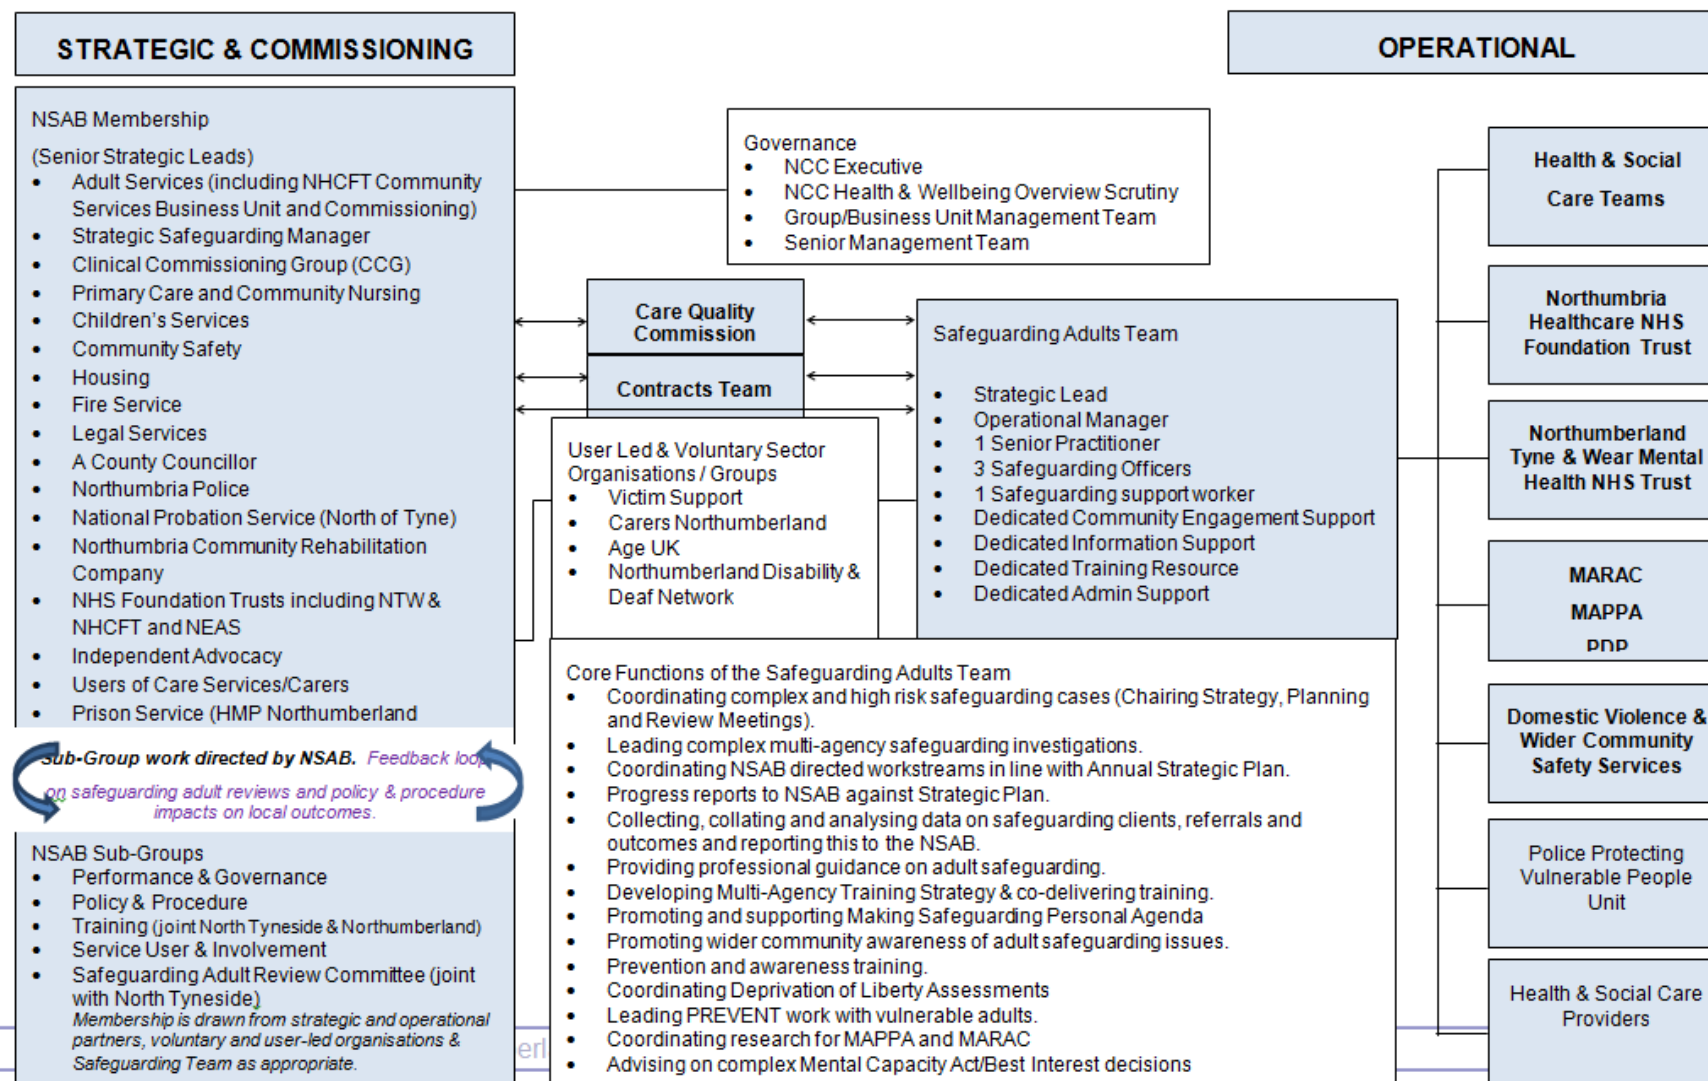 STRATEGIC & COMMISSIONING
OPERATIONAL
NSAB Membership
(Senior Strategic Leads)
• Adult Services (including NHCFT Community
Services Business Unit and Commissioning)
• Strategic Safeguarding Manager
• Clinical Commissioning Group (CCG)
• Primary Care and Community Nursing
• Children's Services
• Community Safety
• Housing
• Fire Service
• Legal Services
• A County Councillor
• Northumbria Police
• National Probation Service (North of Tyne)
• Northumbria Community Rehabilitation
Company
• NHS Foundation Trusts including NTW &
NHCFT and NEAS
• Independent Advocacy
• Users of Care Services/Carers
• Prison Service (HMP Northumberland
Sub-Group work directed by NSAB. Feedback loop
on safeguarding adult reviews and policy & procedure
impacts on local outcomes.
NSAB Sub-Groups
• Performance & Governance
• Policy & Procedure
• Training (joint North Tyneside & Northumberland)
• Service User & Involvement
• Safeguarding Adult Review Committee (joint
with North Tyneside)
Membership is drawn from strategic and operational
partners, voluntary and user-led organisations &
Safeguarding Team as appropriate.
Governance
• NCC Executive
• NCC Health & Wellbeing Overview Scrutiny
• Group/Business Unit Management Team
• Senior Management Team
Care Quality
Commission
Contracts Team
User Led & Voluntary Sector
Organisations / Groups
• Victim Support
• Carers Northumberland
• Age UK
• Northumberland Disability &
Deaf Network
Safeguarding Adults Team
• Strategic Lead
• Operational Manager
• 1 Senior Practitioner
• 3 Safeguarding Officers
• 1 Safeguarding support worker
• Dedicated Community Engagement Support
• Dedicated Information Support
• Dedicated Training Resource
• Dedicated Admin Support
Core Functions of the Safeguarding Adults Team
• Coordinating complex and high risk safeguarding cases (Chairing Strategy, Planning
and Review Meetings).
• Leading complex multi-agency safeguarding investigations.
• Coordinating NSAB directed workstreams in line with Annual Strategic Plan.
• Progress reports to NSAB against Strategic Plan.
• Collecting, collating and analysing data on safeguarding clients, referrals and
outcomes and reporting this to the NSAB.
• Providing professional guidance on adult safeguarding.
• Developing Multi-Agency Training Strategy & co-delivering training.
• Promoting and supporting Making Safeguarding Personal Agenda
• Promoting wider community awareness of adult safeguarding issues.
• Prevention and awareness training.
• Coordinating Deprivation of Liberty Assessments
• Leading PREVENT work with vulnerable adults.
• Coordinating research for MAPPA and MARAC
• Advising on complex Mental Capacity Act/Best Interest decisions
Health & Social
Care Teams
Northumbria
Healthcare NHS
Foundation Trust
Northumberland
Tyne & Wear Mental
Health NHS Trust
MARAC
MAPPA
PDP
Domestic Violence &
Wider Community
Safety Services
Police Protecting
Vulnerable People
Unit
Health & Social Care
Providers